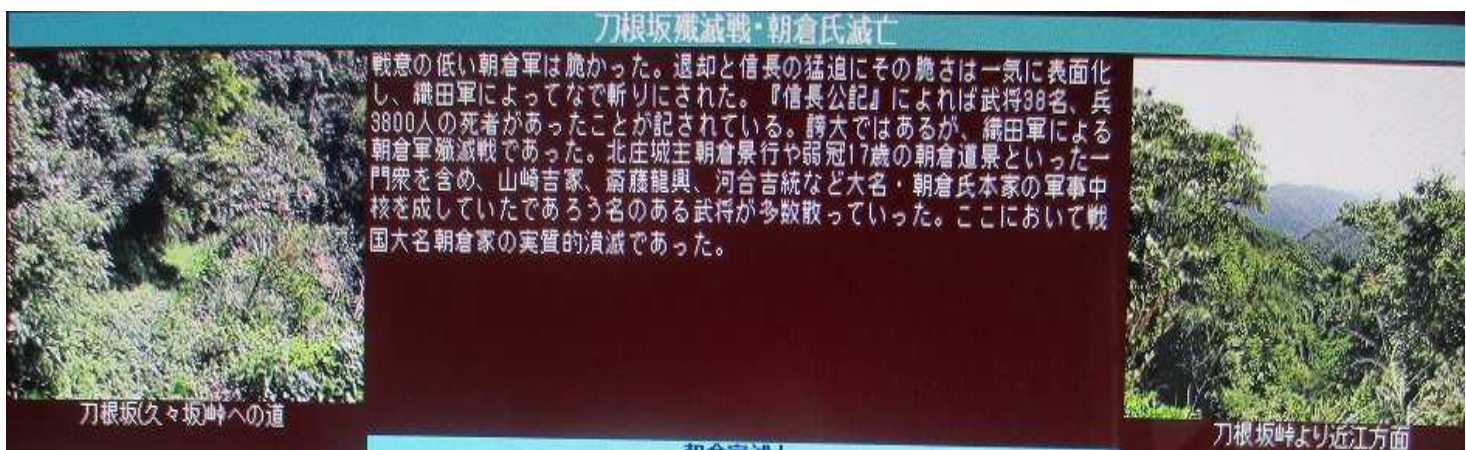 刀根坂殲滅戦・朝倉氏滅亡
戦意の低い朝倉軍は脆かった。退却と信長の猛追にその脆さは一気に表面化
し、織田軍によってなで斬りにされた。『信長公記』によれば武将38名、兵
3800人の死者があったことが記されている。誇大ではあるが、織田軍による
朝倉軍殲滅戦であった。北庄城主朝倉景行や弱冠17歳の朝倉道景といった一
門衆を含め、山崎吉家、斎藤龍興、河合吉統など大名・朝倉氏本家の軍事中
核を成していたであろう名のある武将が多数散っていった。ここにおいて戦
国大名朝倉家の実質的潰滅であった。
刀根坂(久々坂)峠への道
刀根坂峠より近江方面